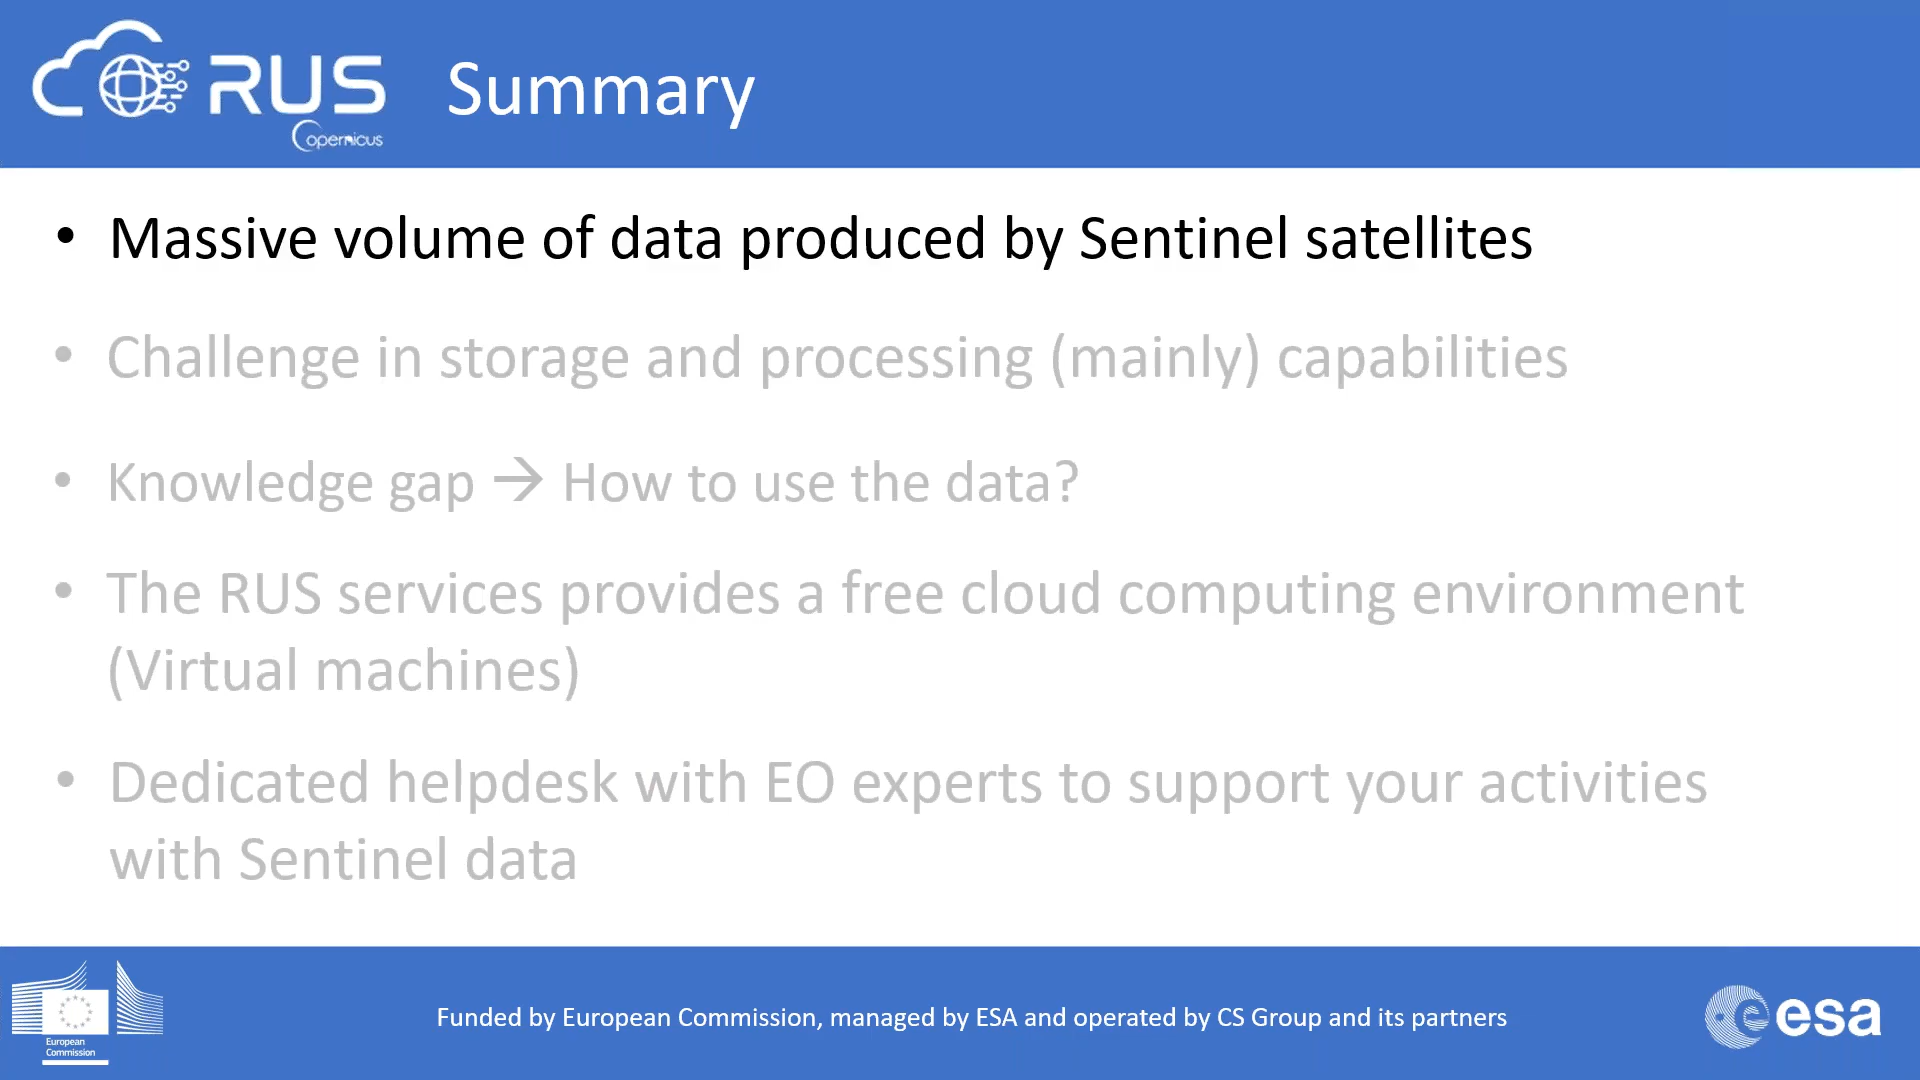 RUS
Copernicus
Summary
• Massive volume of data produced by Sentinel satellites
• Challenge in storage and processing (mainly) capabilities
• Knowledge gap → How to use the data?
• The RUS services provides a free cloud computing environment
(Virtual machines)
• Dedicated helpdesk with EO experts to support your activities
with Sentinel data
European
Commission
Funded by European Commission, managed by ESA and operated by CS Group and its partners
esa